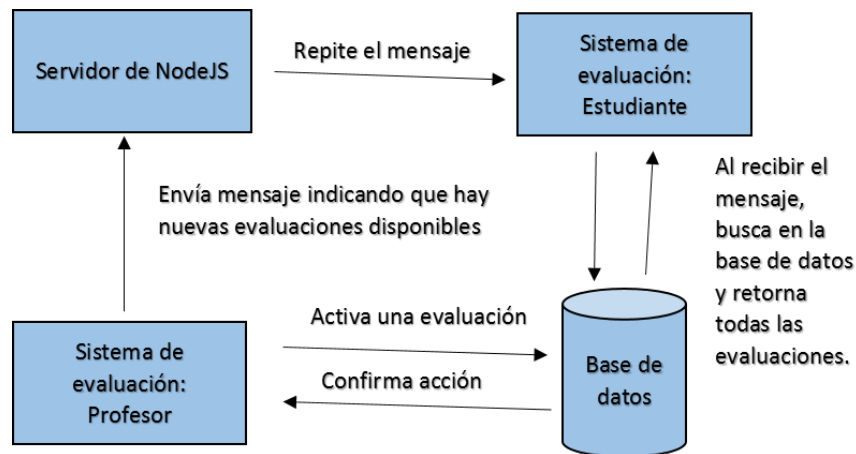 Servidor de NodeJS
Repite el mensaje
Sistema de
evaluación:
Estudiante
Envía mensaje indicando que hay
nuevas evaluaciones disponibles
Al recibir el
mensaje,
busca en la
base de datos
y retorna
todas las
evaluaciones.
Sistema de
evaluación:
Profesor
Activa una evaluación
Confirma acción
Base de
datos